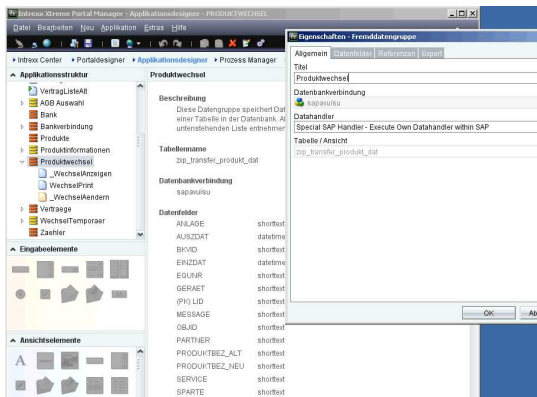 Intrexx Xtreme Portal Manager - Applikationsdesigner - PRODUKTWECHSEL
Datei Bearbeiten Neu Applikation Extras Hilfe
Intrexx Center Portaldesigner Applikationsdesigner Prozess Manager
Applikationsstruktur
VertragListeAlt
AGB Auswahl
Bank
Bankverbindung
Produkte
Produktinformationen
Produktwechsel
_WechselAnzeigen
WechselPrint
_WechselAendern
Vertraege
WechselTemporaer
Zaehler
Eingabeelemente
Ansichtselemente
A
Produktwechsel
Beschreibung
Diese Datengruppe speichert Dat
einer Tabelle in der Datenbank. Al
untenstehenden Liste entnehmer
Tabellenname
zxp_transfer_produkt_dat
Datenbankverbindung
sapavuisu
Datenfelder
ANLAGE shorttext
AUSZDAT datetime
BKVID shorttext
EINZDAT datetime
EQUNR shorttext
GERAET shorttext
(PK) LID shorttext
MESSAGE shorttext
OBJID shorttext
PARTNER shorttext
PRODUKTBEZ_ALT shorttext
PRODUKTBEZ_NEU shorttext
SERVICE shorttext
SPARTE shorttext
Eigenschaften - Fremddatengruppe
Allgemein Datenfelder Referenzen Export
Titel
Produktwechsel
Datenbankverbindung
sapavuisu
Datahandler
Special SAP Handler - Execute Own Datahandler within SAP
Tabelle / Ansicht
zxp_transfer_produkt_dat
OK Ab